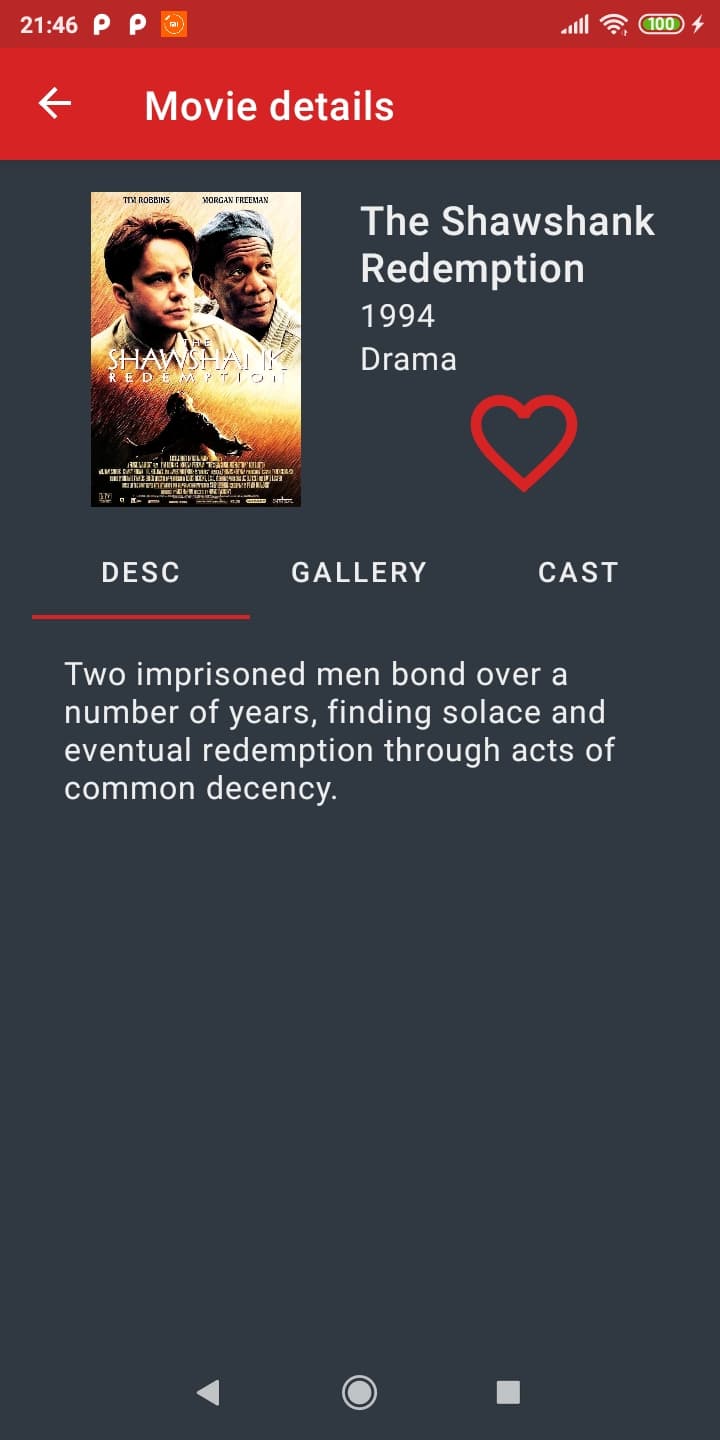 21:46
100
Movie details
TIM ROBBINS MORGAN FREEMAN
THE
SHAWSHANK
REDEMPTION
The Shawshank
Redemption
1994
Drama
DESC GALLERY CAST
Two imprisoned men bond over a
number of years, finding solace and
eventual redemption through acts of
common decency.